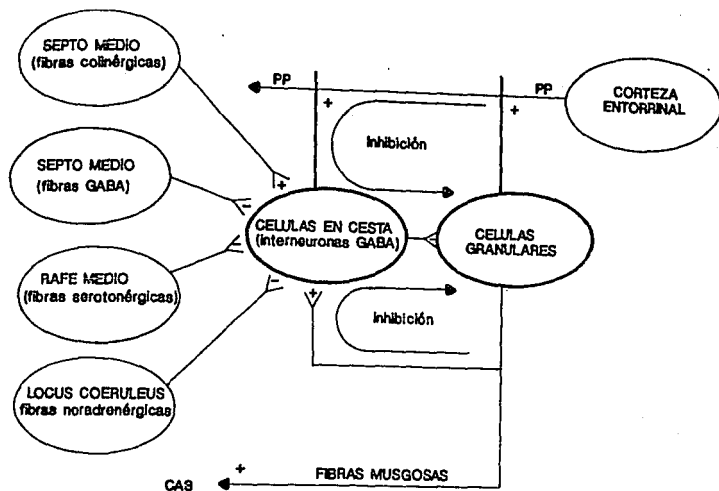 SEPTO MEDIO
(fibras colinérgicas)
PP
PP
CORTEZA
ENTORRINAL
+
+
Inhibición
+
SEPTO MEDIO
(fibras GABA)
-
CELULAS EN CESTA
(interneuronas GABA)
CELULAS
GRANULARES
-
RAFE MEDIO
(fibras serotonérgicas)
-
+
Inhibición
LOCUS COERULEUS
fibras noradrenérgicas)
+
FIBRAS MUSGOSAS
CA3